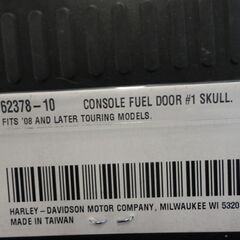 62378-10 CONSOLE FUEL DOOR #1 SKULL.
FITS '08 AND LATER TOURING MODELS.
HARLEY-DAVIDSON MOTOR COMPANY, MILWAUKEE WI 5320
MADE IN TAIWAN